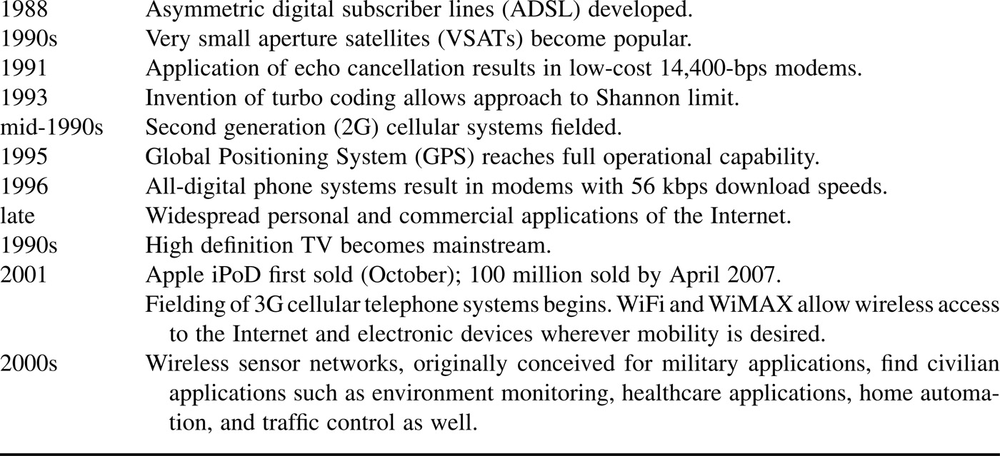 1988 Asymmetric digital subscriber lines (ADSL) developed.
1990s Very small aperture satellites (VSATs) become popular.
1991 Application of echo cancellation results in low-cost 14,400-bps modems.
1993 Invention of turbo coding allows approach to Shannon limit.
mid-1990s Second generation (2G) cellular systems fielded.
1995 Global Positioning System (GPS) reaches full operational capability.
1996 All-digital phone systems result in modems with 56 kbps download speeds.
late Widespread personal and commercial applications of the Internet.
1990s High definition TV becomes mainstream.
2001 Apple iPoD first sold (October); 100 million sold by April 2007.
Fielding of 3G cellular telephone systems begins. WiFi and WiMAX allow wireless access
to the Internet and electronic devices wherever mobility is desired.
2000s Wireless sensor networks, originally conceived for military applications, find civilian
applications such as environment monitoring, healthcare applications, home automa-
tion, and traffic control as well.